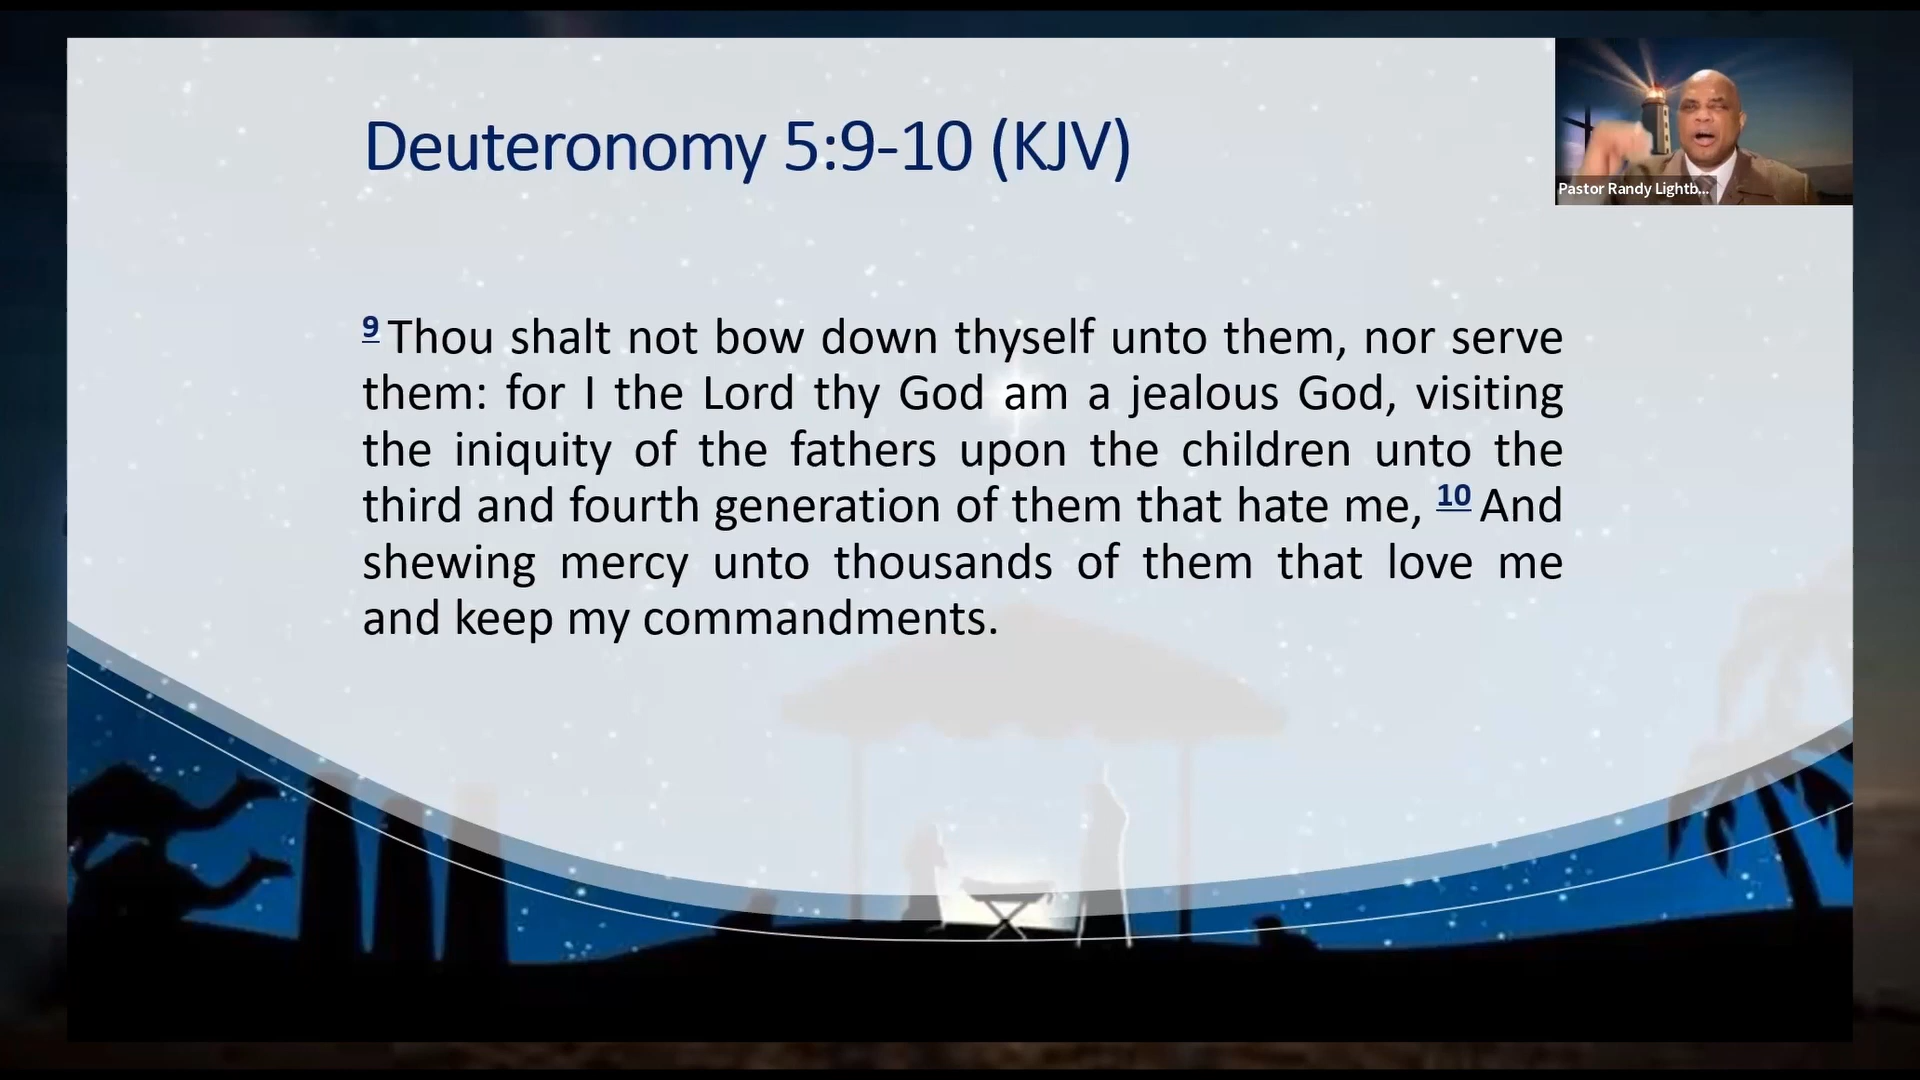 Deuteronomy 5:9-10 (KJV)
Pastor Randy Lightb...
9 Thou shalt not bow down thyself unto them, nor serve
them: for I the Lord thy God am a jealous God, visiting
the iniquity of the fathers upon the children unto the
third and fourth generation of them that hate me, 10 And
shewing mercy unto thousands of them that love me
and keep my commandments.